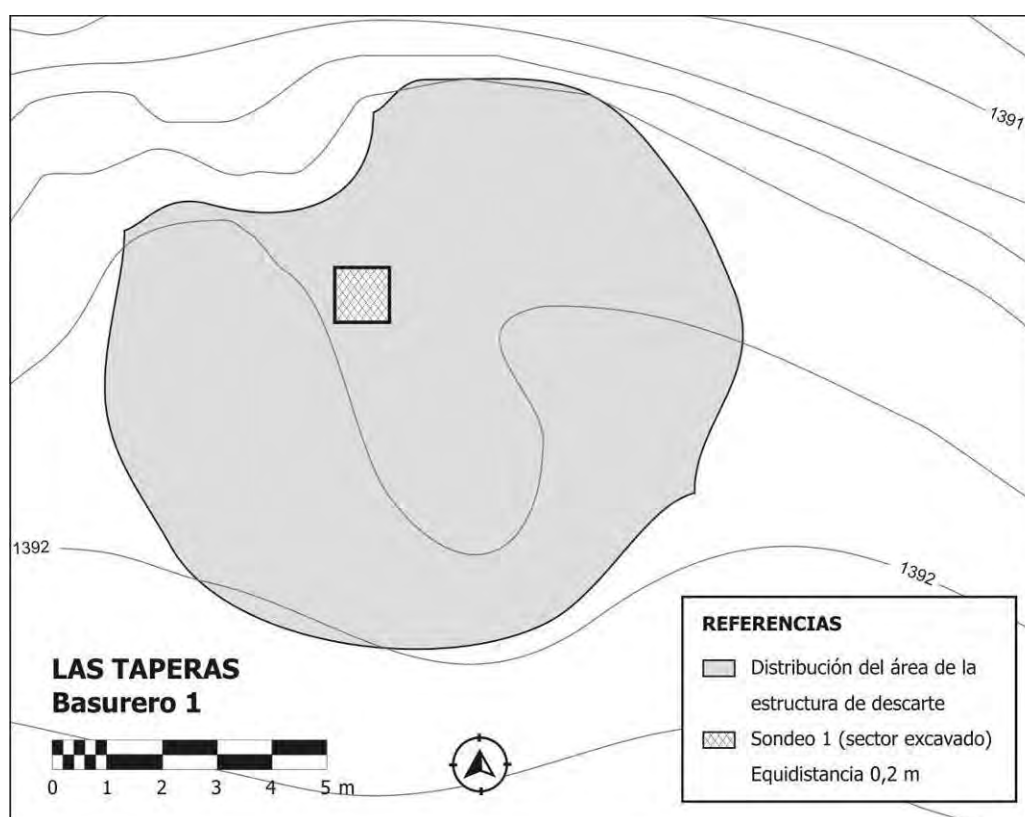 1391
1392
1392
LAS TAPERAS
Basurero 1
0 1 2 3 4 5 m
REFERENCIAS
Distribución del área de la
estructura de descarte
Sondeo 1 (sector excavado)
Equidistancia 0,2 m